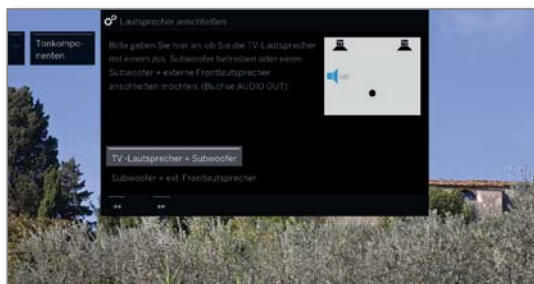 Lautsprecher anschließen
...
Tonkompo-
nenten
Bitte geben Sie hier an, ob Sie die TV-Lautsprecher
mit einem zus. Subwoofer betreiben oder einen
Subwoofer + externe Frontlautsprecher
anschließen möchten. (Buchse AUDIO OUT):
TV-Lautsprecher + Subwoofer
Subwoofer + ext. Frontlautsprecher